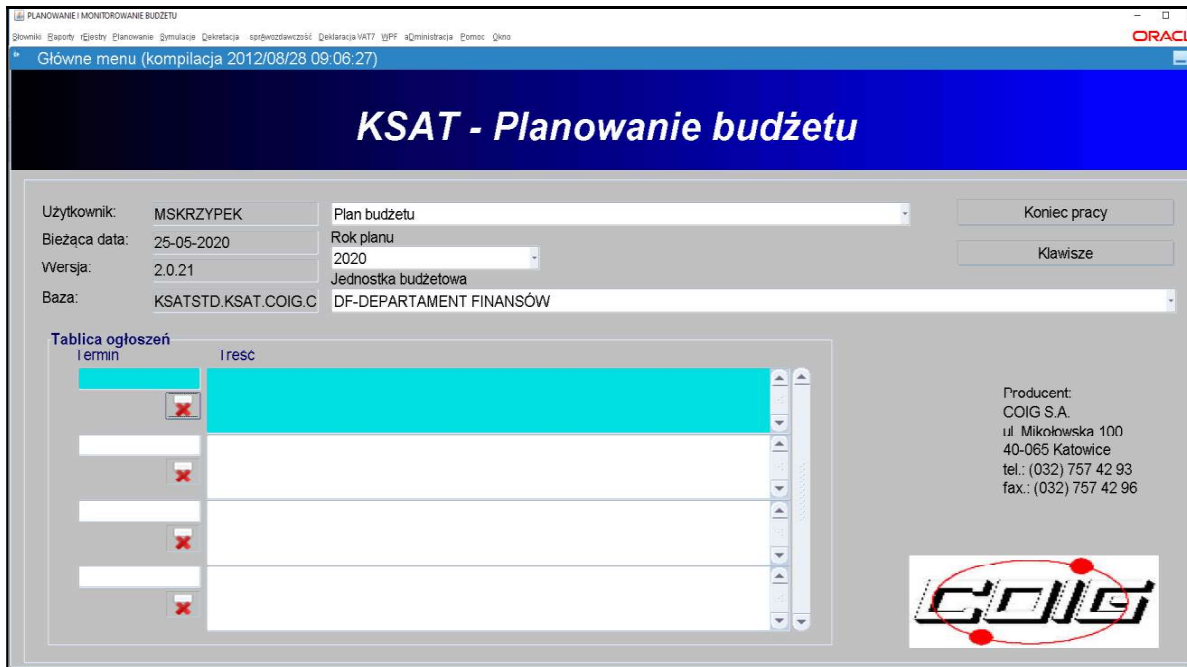 PLANOWANIE I MONITOROWANIE BUDŻETU
Słowniki Raporty rEjestry Planowanie Symulacje Dekretacja sprAwozdawczość Deklaracja VAT7 WPF aDministracja Pomoc Okno
ORACL
Główne menu (kompilacja 2012/08/28 09:06:27)
KSAT - Planowanie budżetu
Użytkownik: MSKRZYPEK Plan budżetu Koniec pracy
Bieżąca data: 25-05-2020 Rok planu
2020 Klawisze
Wersja: 2.0.21 Jednostka budżetowa
Baza: KSATSTD.KSAT.COIG.C DF-DEPARTAMENT FINANSÓW
Tablica ogłoszeń
Termin Treść
Producent:
COIG S.A.
ul. Mikołowska 100
40-065 Katowice
tel.: (032) 757 42 93
fax.: (032) 757 42 96
COIG